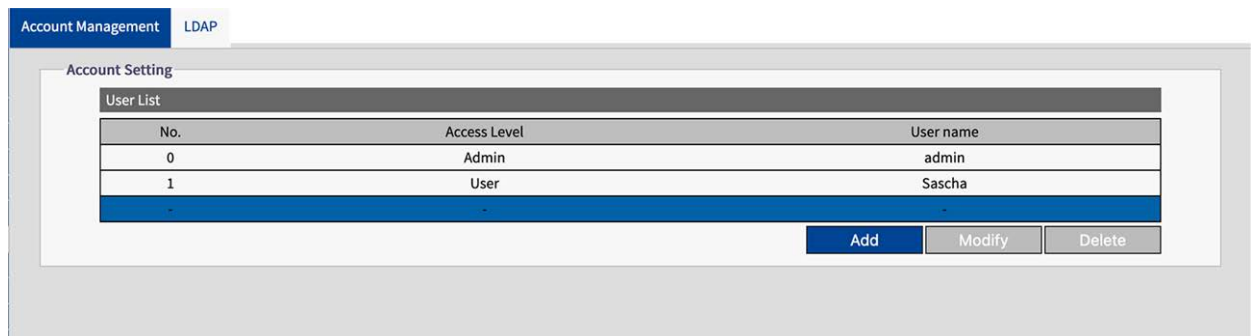 Account Management LDAP
Account Setting
User List
No. Access Level User name
0 Admin admin
1 User Sascha
- - -
Add Modify Delete